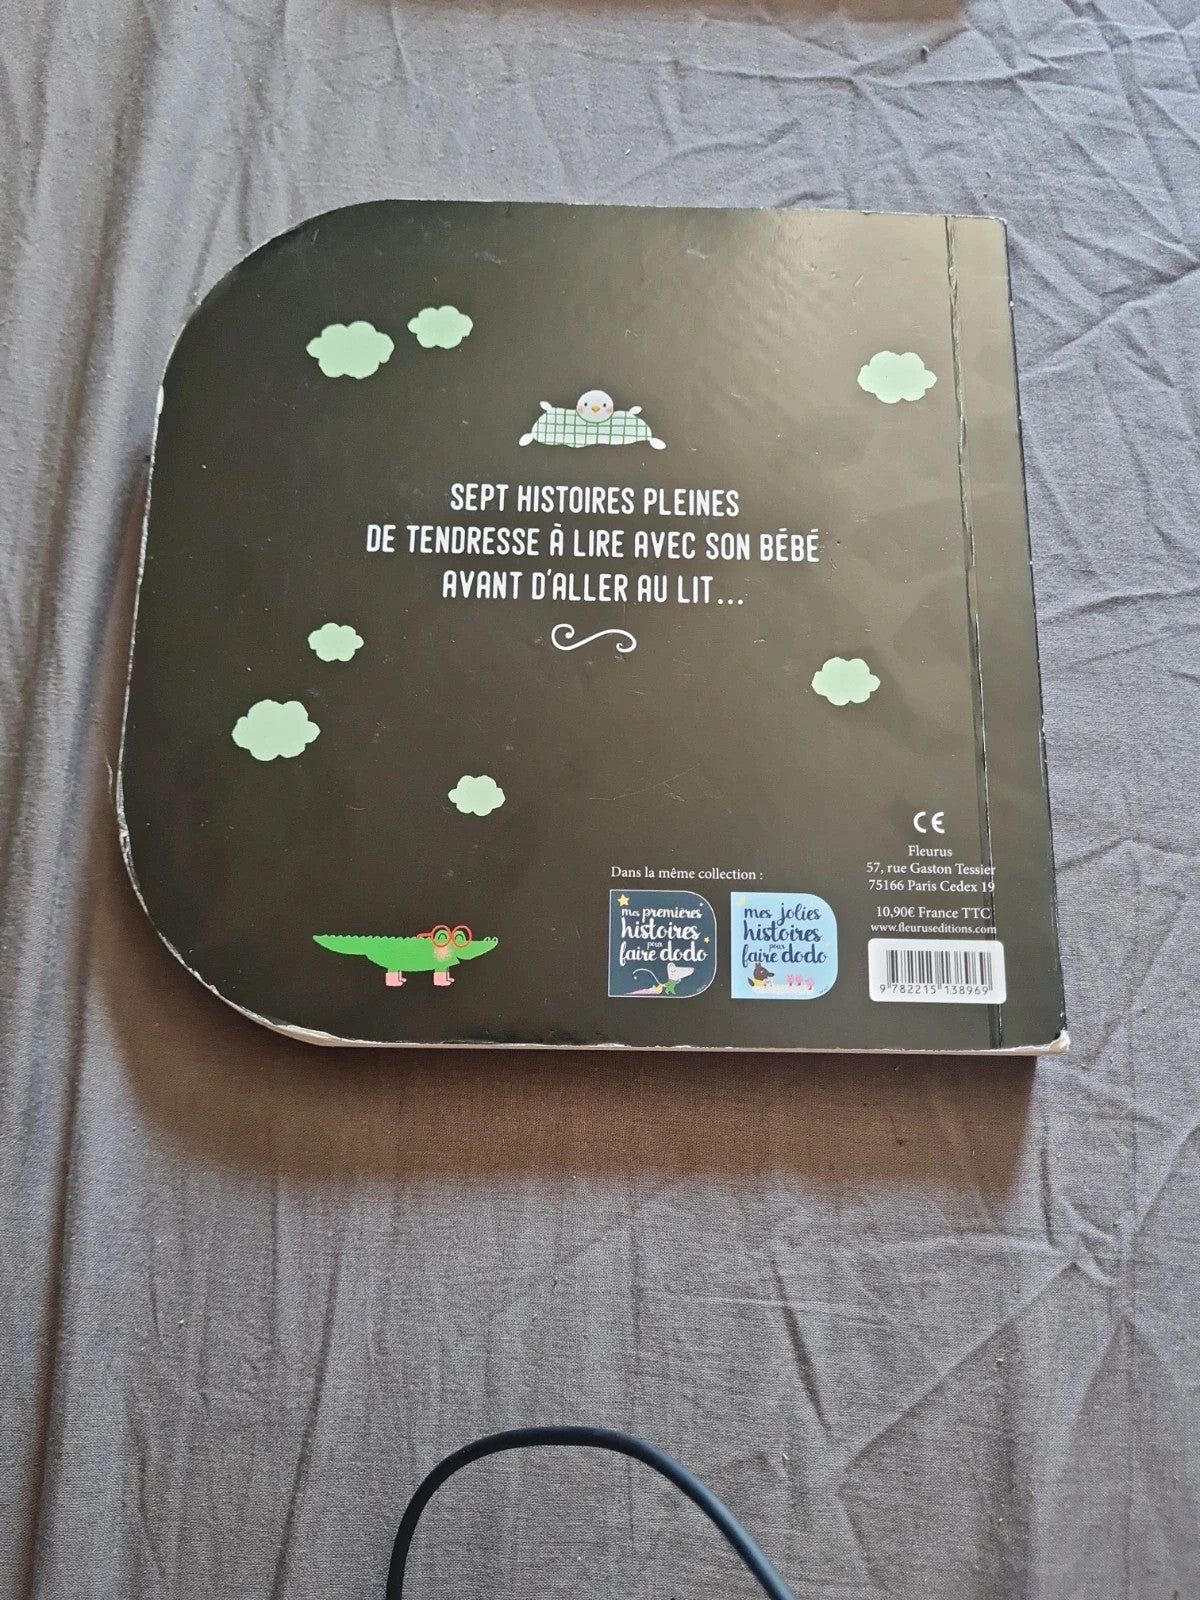 SEPT HISTOIRES PLEINES
DE TENDRESSE À LIRE AVEC SON BÉBÉ
AVANT D'ALLER AU LIT...
Dans la même collection :
mes premières
histoires
pour
faire dodo
mes jolies
histoires
pour
faire dodo
CE
Fleurus
57, rue Gaston Tessier
75166 Paris Cedex 19
10,90€ France TTC
www.fleuruseditions.com
9 782215 138969